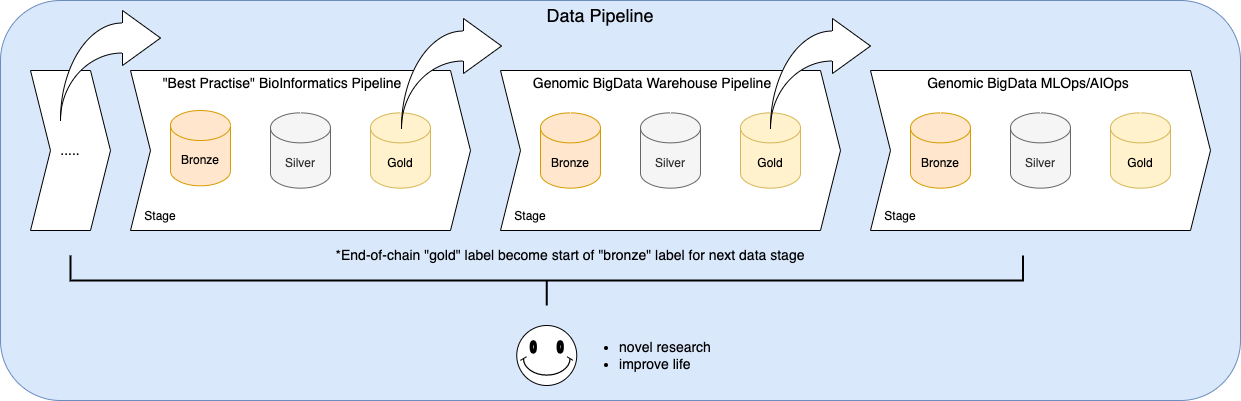 Data Pipeline
.....
"Best Practise" BioInformatics Pipeline
Bronze
Silver
Gold
Stage
Genomic BigData Warehouse Pipeline
Bronze
Silver
Gold
Stage
Genomic BigData MLOps/AIOps
Bronze
Silver
Gold
Stage
*End-of-chain "gold" label become start of "bronze" label for next data stage
• novel research
• improve life